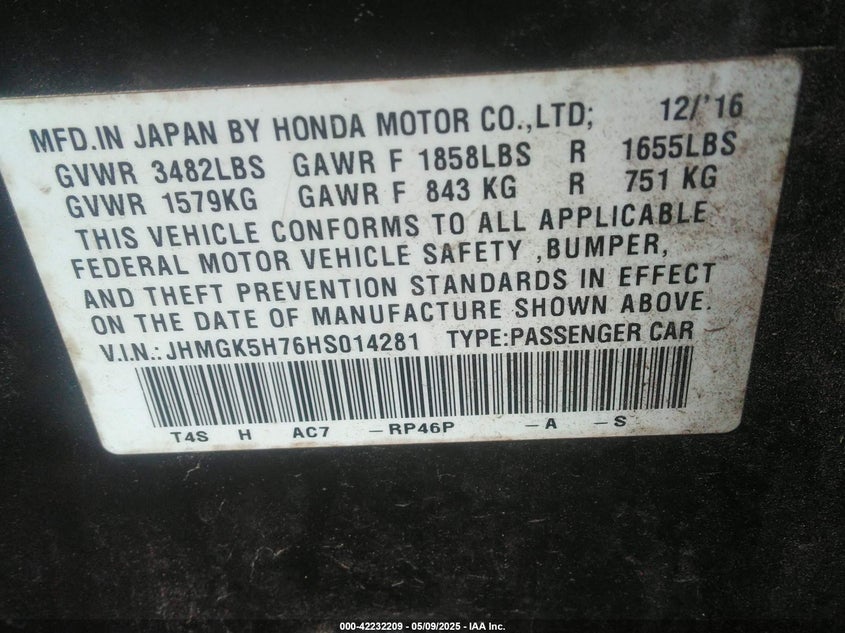 MFD.IN JAPAN BY HONDA MOTOR CO.,LTD; 12/'16
GVWR 3482LBS GAWR F 1858LBS R 1655LBS
GVWR 1579KG GAWR F 843 KG R 751 KG
THIS VEHICLE CONFORMS TO ALL APPLICABLE
FEDERAL MOTOR VEHICLE SAFETY ,BUMPER,
AND THEFT PREVENTION STANDARDS IN EFFECT
ON THE DATE OF MANUFACTURE SHOWN ABOVE.
V.I.N.: JHMGK5H76HS014281 TYPE:PASSENGER CAR
T4S H AC7 –RP46P –A –S
000-42232209 - 05/09/2025 - IAA Inc.